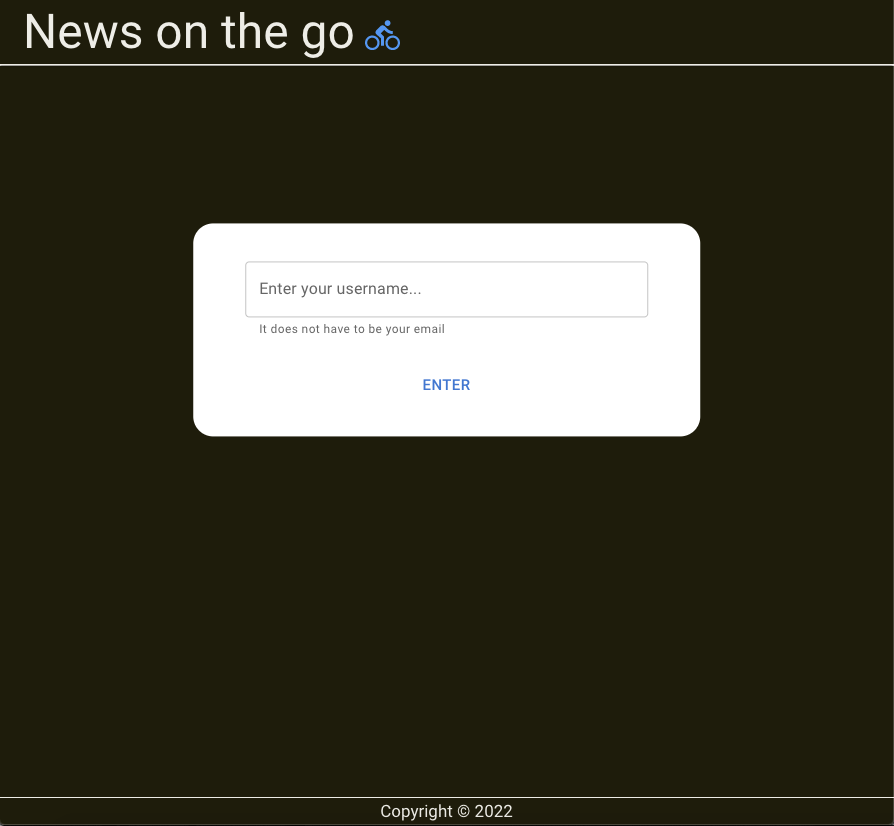 News on the go
Enter your username...
It does not have to be your email
ENTER
Copyright © 2022